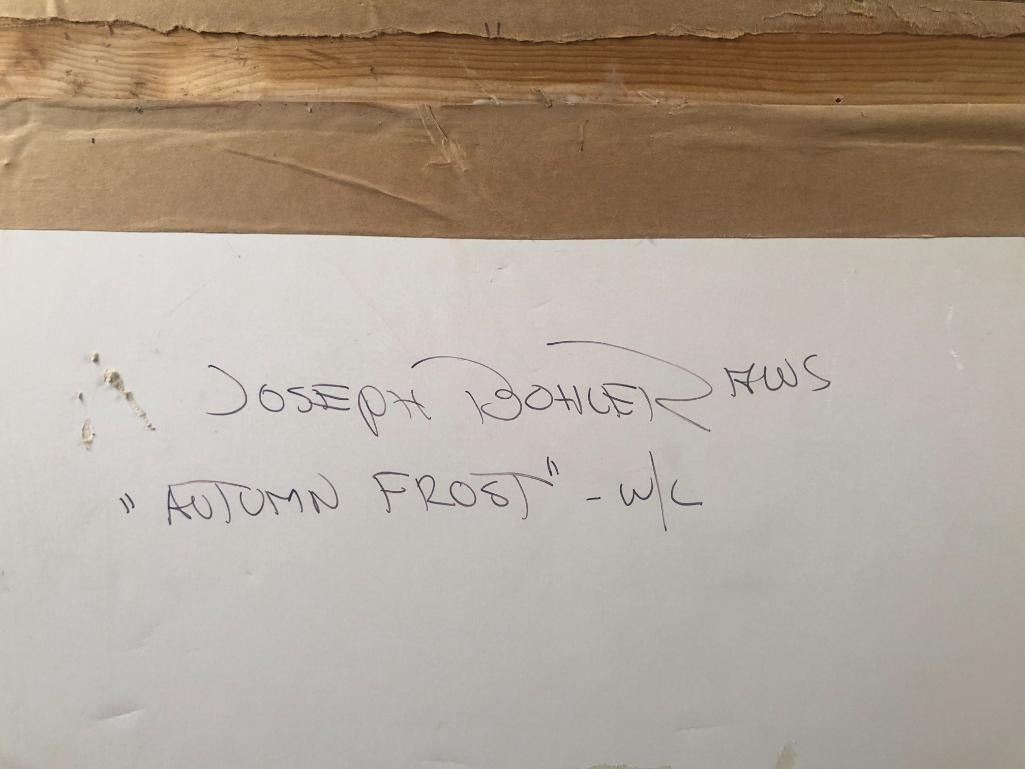 JOSEPH BOHLER AWS
"AUTUMN FROST" - W/C